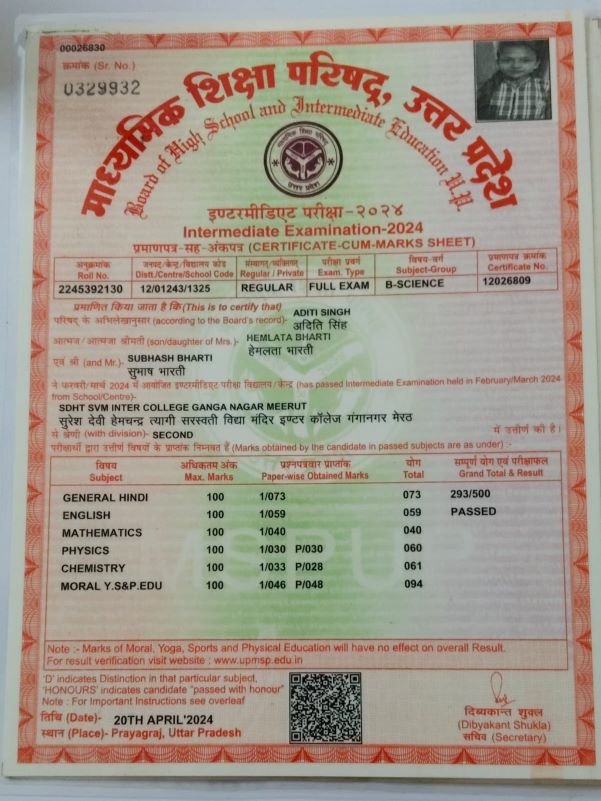 00026830
क्रमांक (Sr. No.)
0329932
माध्यमिक शिक्षा परिषद्, उत्तर प्रदेश
Board of High School and Intermediate Education U.P.
माध्यमिक शिक्षा परिषद्
उत्तर प्रदेश
इण्टरमीडिएट परीक्षा-२०२४
Intermediate Examination-2024
प्रमाणपत्र-सह-अंकपत्र (CERTIFICATE-CUM-MARKS SHEET)
अनुक्रमांक जनपद/केन्द्र/विद्यालय कोड संस्थागत/व्यक्तिगत परीक्षा प्रवर्ग विषय-वर्ग प्रमाणपत्र क्रमांक
Roll No. Distt./Centre/School Code Regular / Private Exam. Type Subject-Group Certificate No.
2245392130 12/01243/1325 REGULAR FULL EXAM B-SCIENCE 12026809
प्रमाणित किया जाता है कि(This is to certify that)
ADITI SINGH
परिषद् के अभिलेखानुसार (according to the Board's record)- अदिति सिंह
HEMLATA BHARTI
आत्मज/आत्मजा श्रीमती (son/daughter of Mrs.)- हेमलता भारती
SUBHASH BHARTI
एवं श्री (and Mr.)- सुभाष भारती
ने फरवरी/मार्च 2024 में आयोजित इण्टरमीडिएट परीक्षा विद्यालय/केन्द्र (has passed Intermediate Examination held in February/March 2024
from School/Centre)-
SDHT SVM INTER COLLEGE GANGA NAGAR MEERUT
सुरेश देवी हेमचन्द्र त्यागी सरस्वती विद्या मंदिर इण्टर कॉलेज गंगानगर मेरठ
से श्रेणी (with division)- SECOND में उत्तीर्ण की है।
परीक्षार्थी द्वारा उत्तीर्ण विषयों के प्राप्तांक निम्नवत हैं (Marks obtained by the candidate in passed subjects are as under) :-
विषय अधिकतम अंक प्रश्नपत्रवार प्राप्तांक योग सम्पूर्ण योग एवं परीक्षाफल
Subject Max. Marks Paper-wise Obtained Marks Total Grand Total & Result
GENERAL HINDI 100 1/073 073 293/500
ENGLISH 100 1/059 059 PASSED
MATHEMATICS 100 1/040 040
PHYSICS 100 1/030 P/030 060
CHEMISTRY 100 1/033 P/028 061
MORAL Y.S&P.EDU 100 1/046 P/048 094
MSPUP
Note :- Marks of Moral, Yoga, Sports and Physical Education will have no effect on overall Result.
For result verification visit website : www.upmsp.edu.in
'D' indicates Distinction in that particular subject,
'HONOURS' indicates candidate "passed with honour"
Note : For Important Instructions see overleaf
तिथि (Date)- 20TH APRIL'2024
स्थान (Place)- Prayagraj, Uttar Pradesh
दिब्यकान्त शुक्ल
(Dibyakant Shukla)
सचिव (Secretary)